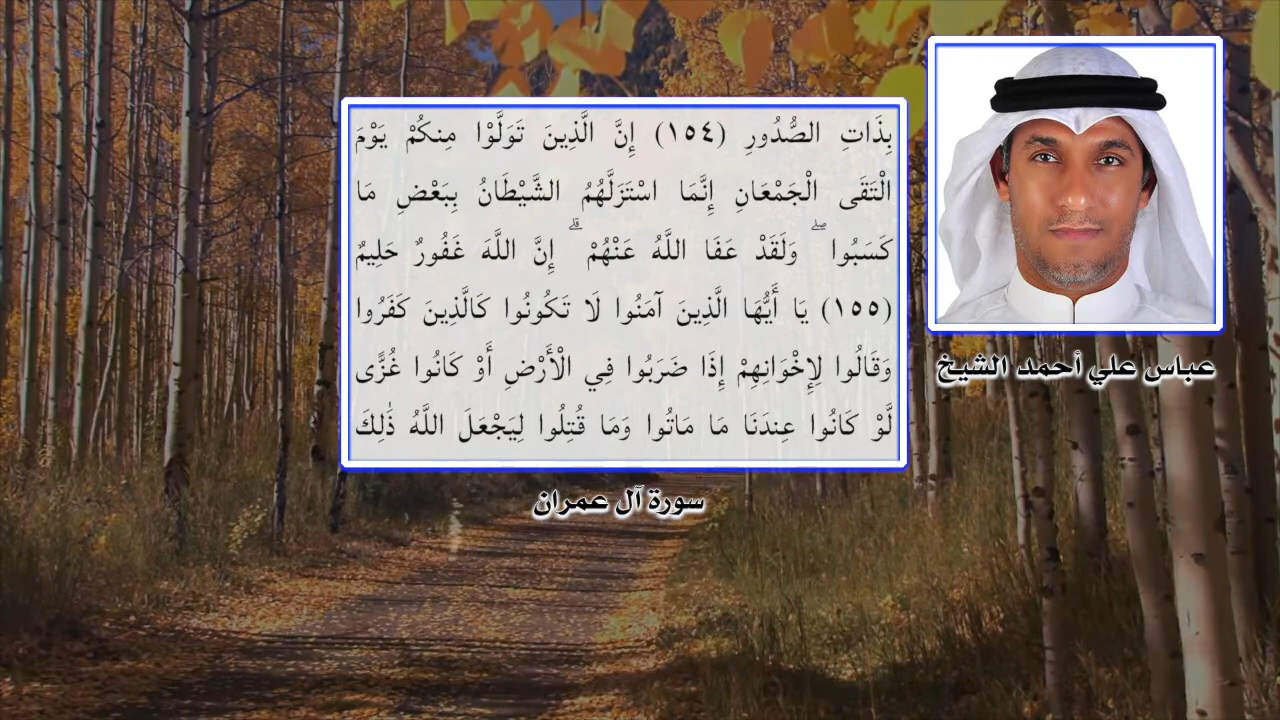 بِذَاتِ الصُّدُورِ (١٥٤) إِنَّ الَّذِينَ تَوَلَّوْا مِنكُمْ يَوْمَ
الْتَقَى الْجَمْعَانِ إِنَّمَا اسْتَزَلَّهُمُ الشَّيْطَانُ بِبَعْضِ مَا
كَسَبُوا ۖ وَلَقَدْ عَفَا اللَّهُ عَنْهُمْ ۗ إِنَّ اللَّهَ غَفُورٌ حَلِيمٌ
(١٥٥) يَا أَيُّهَا الَّذِينَ آمَنُوا لَا تَكُونُوا كَالَّذِينَ كَفَرُوا
وَقَالُوا لِإِخْوَانِهِمْ إِذَا ضَرَبُوا فِي الْأَرْضِ أَوْ كَانُوا غُزًّى
لَّوْ كَانُوا عِندَنَا مَا مَاتُوا وَمَا قُتِلُوا لِيَجْعَلَ اللَّهُ ذَٰلِكَ
عباس علي أحمد الشيخ
سورة آل عمران